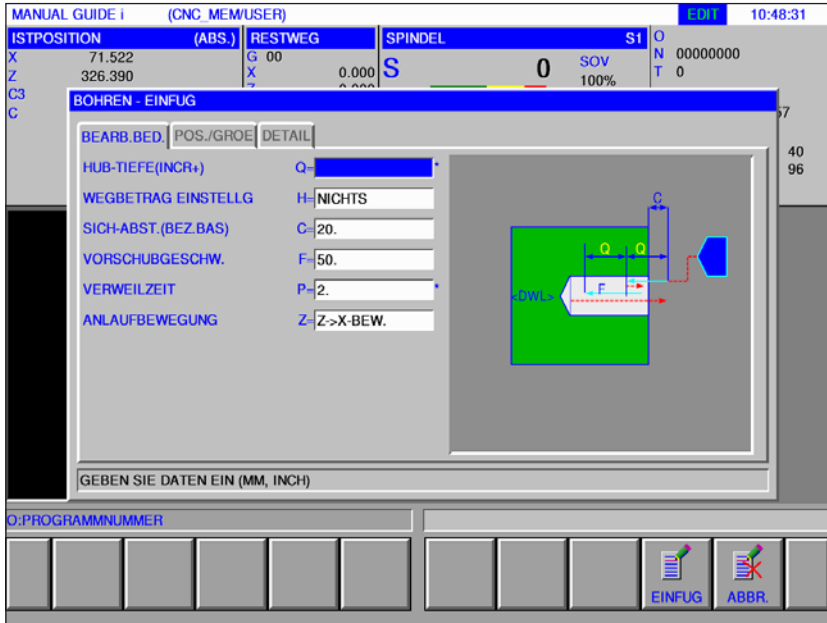 MANUAL GUIDE i (CNC_MEM/USER) EDIT 10:48:31
ISTPOSITION (ABS.) RESTWEG SPINDEL S1 O
X 71.522 G 00 S 0 SOV N 00000000
Z 326.390 X 0.000 100% T 0
C3
C
40
96
BOHREN - EINFUG
BEARB.BED. POS./GROE DETAIL
HUB-TIEFE(INCR+) Q= *
WEGBETRAG EINSTELLG H= NICHTS
SICH-ABST.(BEZ.BAS) C= 20.
VORSCHUBGESCHW. F= 50.
VERWEILZEIT P= 2. *
ANLAUFBEWEGUNG Z= Z->X-BEW.
C
Q Q
<DWL> F
GEBEN SIE DATEN EIN (MM, INCH)
O:PROGRAMMNUMMER
EINFUG ABBR.